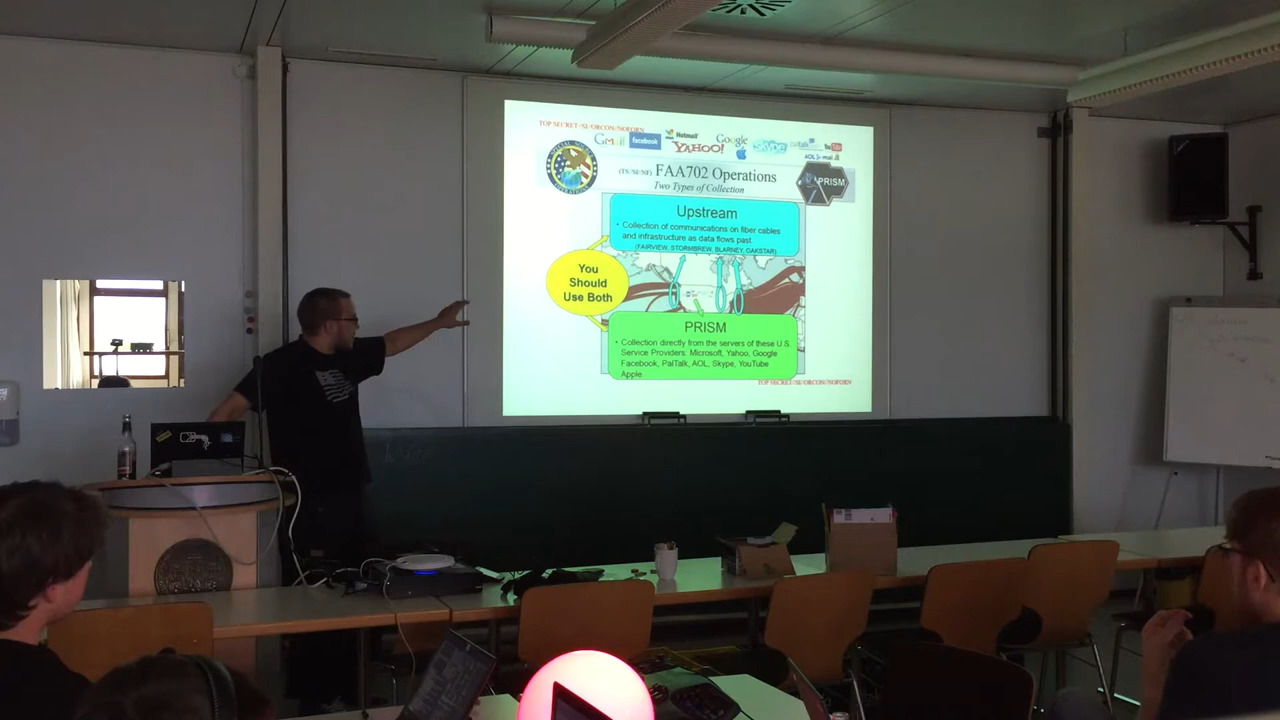 TOP SECRET//SI//ORCON//NOFORN
Gmail facebook Hotmail YAHOO! Google skype paltalk YouTube
AOL mail
SPECIAL SOURCE OPERATIONS
(TS//SI//NF) FAA702 Operations
Two Types of Collection
PRISM
Upstream
• Collection of communications on fiber cables
and infrastructure as data flows past.
(FAIRVIEW, STORMBREW, BLARNEY, OAKSTAR)
You
Should
Use Both
PRISM
• Collection directly from the servers of these U.S.
Service Providers: Microsoft, Yahoo, Google
Facebook, PalTalk, AOL, Skype, YouTube
Apple.
TOP SECRET//SI//ORCON//NOFORN